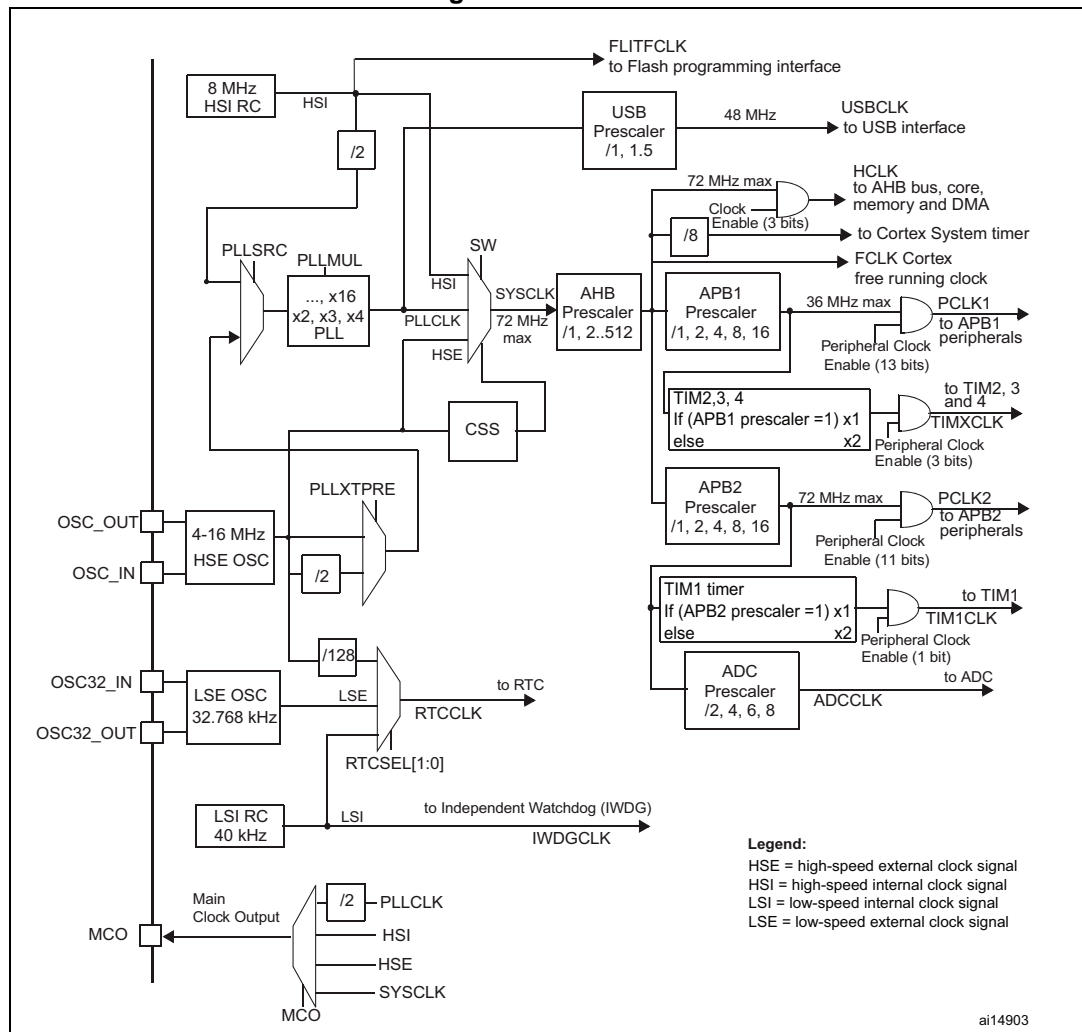 FLITFCLK
to Flash programming interface
8 MHz
HSI RC
HSI
/2
USB
Prescaler
/1, 1.5
48 MHz
USBCLK
to USB interface
72 MHz max
Clock
Enable (3 bits)
HCLK
to AHB bus, core,
memory and DMA
/8
to Cortex System timer
FCLK Cortex
free running clock
PLLSRC
PLLMUL
..., x16
x2, x3, x4
PLL
SW
HSI
PLLCLK
HSE
SYSCLK
72 MHz
max
AHB
Prescaler
/1, 2..512
APB1
Prescaler
/1, 2, 4, 8, 16
36 MHz max
PCLK1
to APB1
peripherals
Peripheral Clock
Enable (13 bits)
TIM2,3, 4
If (APB1 prescaler =1) x1
else x2
to TIM2, 3
and 4
TIMXCLK
Peripheral Clock
Enable (3 bits)
CSS
PLLXTPRE
OSC_OUT
OSC_IN
4-16 MHz
HSE OSC
/2
APB2
Prescaler
/1, 2, 4, 8, 16
72 MHz max
PCLK2
to APB2
peripherals
Peripheral Clock
Enable (11 bits)
TIM1 timer
If (APB2 prescaler =1) x1
else x2
to TIM1
TIM1CLK
Peripheral Clock
Enable (1 bit)
/128
OSC32_IN
OSC32_OUT
LSE OSC
32.768 kHz
LSE
to RTC
RTCCLK
RTCSEL[1:0]
ADC
Prescaler
/2, 4, 6, 8
to ADC
ADCCLK
LSI RC
40 kHz
LSI
to Independent Watchdog (IWDG)
IWDGCLK
Main
Clock Output
MCO
/2
PLLCLK
HSI
HSE
SYSCLK
MCO
Legend:
HSE = high-speed external clock signal
HSI = high-speed internal clock signal
LSI = low-speed internal clock signal
LSE = low-speed external clock signal
ai14903